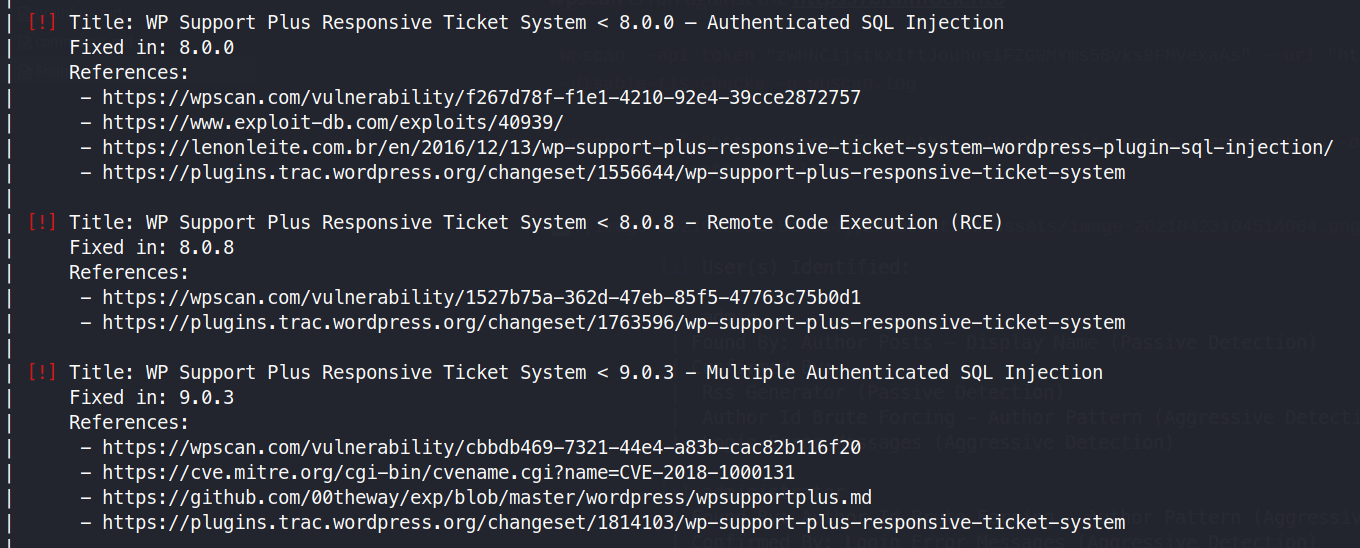 | [!] Title: WP Support Plus Responsive Ticket System < 8.0.0 – Authenticated SQL Injection
|     Fixed in: 8.0.0
|     References:
|      - https://wpscan.com/vulnerability/f267d78f-f1e1-4210-92e4-39cce2872757
|      - https://www.exploit-db.com/exploits/40939/
|      - https://lenonleite.com.br/en/2016/12/13/wp-support-plus-responsive-ticket-system-wordpress-plugin-sql-injection/
|      - https://plugins.trac.wordpress.org/changeset/1556644/wp-support-plus-responsive-ticket-system
|
| [!] Title: WP Support Plus Responsive Ticket System < 8.0.8 – Remote Code Execution (RCE)
|     Fixed in: 8.0.8
|     References:
|      - https://wpscan.com/vulnerability/1527b75a-362d-47eb-85f5-47763c75b0d1
|      - https://plugins.trac.wordpress.org/changeset/1763596/wp-support-plus-responsive-ticket-system
|
| [!] Title: WP Support Plus Responsive Ticket System < 9.0.3 – Multiple Authenticated SQL Injection
|     Fixed in: 9.0.3
|     References:
|      - https://wpscan.com/vulnerability/cbbdb469-7321-44e4-a83b-cac82b116f20
|      - https://cve.mitre.org/cgi-bin/cvename.cgi?name=CVE-2018-1000131
|      - https://github.com/00theway/exp/blob/master/wordpress/wpsupportplus.md
|      - https://plugins.trac.wordpress.org/changeset/1814103/wp-support-plus-responsive-ticket-system